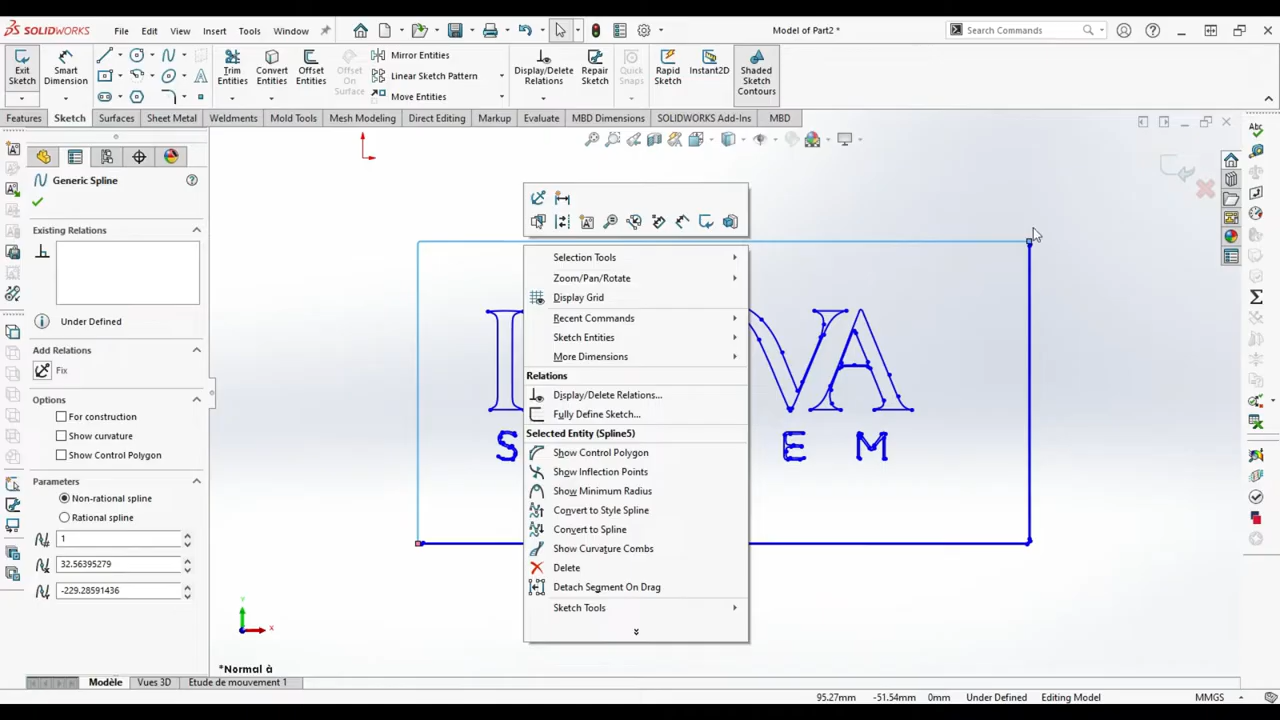 SOLIDWORKS File Edit View Insert Tools Window Model of Part2 * Search Commands
Exit Sketch
Smart Dimension
Trim Entities
Convert Entities
Offset Entities
Offset On Surface
Mirror Entities
Linear Sketch Pattern
Move Entities
Display/Delete Relations
Repair Sketch
Quick Snaps
Rapid Sketch
Instant2D
Shaded Sketch Contours
Features Sketch Surfaces Sheet Metal Weldments Mold Tools Mesh Modeling Direct Editing Markup Evaluate MBD Dimensions SOLIDWORKS Add-Ins MBD
Generic Spline
Existing Relations
Under Defined
Add Relations
Fix
Options
For construction
Show curvature
Show Control Polygon
Parameters
Non-rational spline
Rational spline
1
32.56395279
-229.28591436
Selection Tools
Zoom/Pan/Rotate
Display Grid
Recent Commands
Sketch Entities
More Dimensions
Relations
Display/Delete Relations...
Fully Define Sketch...
Selected Entity (Spline5)
Show Control Polygon
Show Inflection Points
Show Minimum Radius
Convert to Style Spline
Convert to Spline
Show Curvature Combs
Delete
Detach Segment On Drag
Sketch Tools
VA
S E M
Y
X
*Normal à
Modèle Vues 3D Etude de mouvement 1
95.27mm -51.54mm 0mm Under Defined Editing Model MMGS